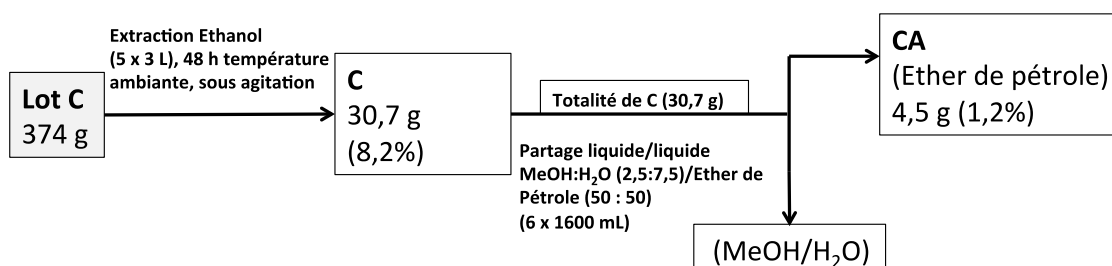 Lot C
374 g
Extraction Ethanol
(5 x 3 L), 48 h température
ambiante, sous agitation
C
30,7 g
(8,2%)
Totalité de C (30,7 g)
Partage liquide/liquide
MeOH:H₂O (2,5:7,5)/Ether de
Pétrole (50 : 50)
(6 x 1600 mL)
CA
(Ether de pétrole)
4,5 g (1,2%)
(MeOH/H₂O)